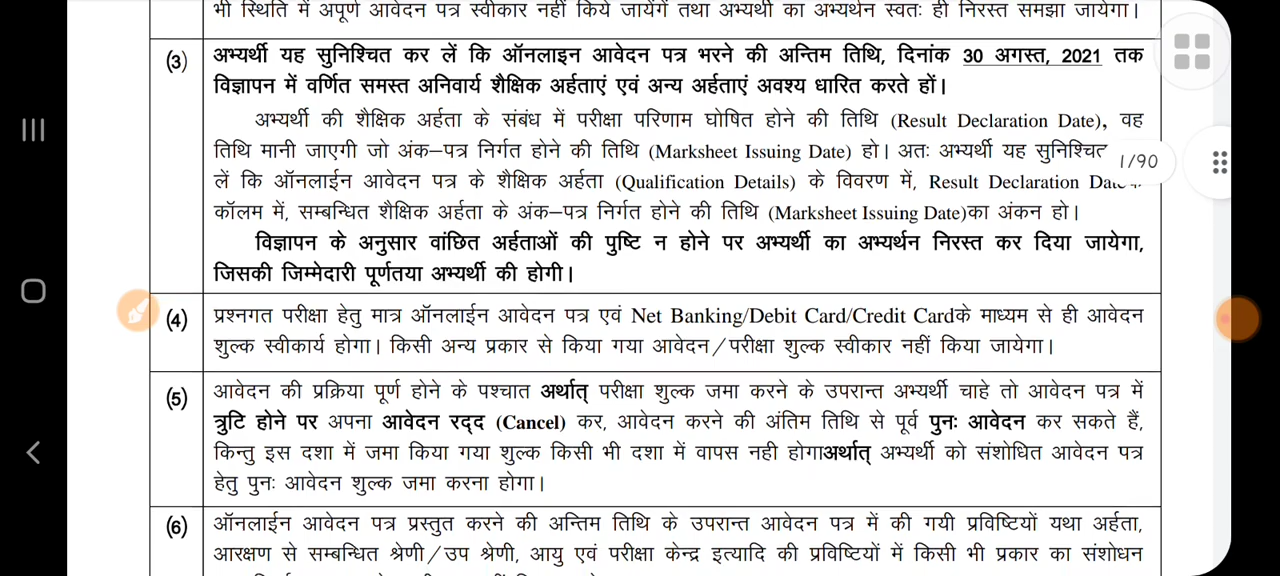 भी स्थिति में अपूर्ण आवेदन पत्र स्वीकार नहीं किये जायेगें तथा अभ्यर्थी का अभ्यर्थन स्वतः ही निरस्त समझा जायेगा।
(3) अभ्यर्थी यह सुनिश्चित कर लें कि ऑनलाइन आवेदन पत्र भरने की अन्तिम तिथि, दिनांक 30 अगस्त, 2021 तक
विज्ञापन में वर्णित समस्त अनिवार्य शैक्षिक अर्हताएं एवं अन्य अर्हताएं अवश्य धारित करते हों।
अभ्यर्थी की शैक्षिक अर्हता के संबंध में परीक्षा परिणाम घोषित होने की तिथि (Result Declaration Date), वह
तिथि मानी जाएगी जो अंक–पत्र निर्गत होने की तिथि (Marksheet Issuing Date) हो। अतः अभ्यर्थी यह सुनिश्चित
1/90
लें कि ऑनलाईन आवेदन पत्र के शैक्षिक अर्हता (Qualification Details) के विवरण में, Result Declaration
कॉलम में, सम्बन्धित शैक्षिक अर्हता के अंक–पत्र निर्गत होने की तिथि (Marksheet Issuing Date)का अंकन हो।
विज्ञापन के अनुसार वांछित अर्हताओं की पुष्टि न होने पर अभ्यर्थी का अभ्यर्थन निरस्त कर दिया जायेगा,
जिसकी जिम्मेदारी पूर्णतया अभ्यर्थी की होगी।
(4) प्रश्नगत परीक्षा हेतु मात्र ऑनलाईन आवेदन पत्र एवं Net Banking/Debit Card/Credit Cardके माध्यम से ही आवेदन
शुल्क स्वीकार्य होगा। किसी अन्य प्रकार से किया गया आवेदन/परीक्षा शुल्क स्वीकार नहीं किया जायेगा।
(5) आवेदन की प्रक्रिया पूर्ण होने के पश्चात अर्थात् परीक्षा शुल्क जमा करने के उपरान्त अभ्यर्थी चाहे तो आवेदन पत्र में
त्रुटि होने पर अपना आवेदन रद्द (Cancel) कर, आवेदन करने की अंतिम तिथि से पूर्व पुनः आवेदन कर सकते हैं,
किन्तु इस दशा में जमा किया गया शुल्क किसी भी दशा में वापस नही होगाअर्थात् अभ्यर्थी को संशोधित आवेदन पत्र
हेतु पुनः आवेदन शुल्क जमा करना होगा।
(6) ऑनलाईन आवेदन पत्र प्रस्तुत करने की अन्तिम तिथि के उपरान्त आवेदन पत्र में की गयी प्रविष्टियों यथा अर्हता,
आरक्षण से सम्बन्धित श्रेणी/उप श्रेणी, आयु एवं परीक्षा केन्द्र इत्यादि की प्रविष्टियों में किसी भी प्रकार का संशोधन